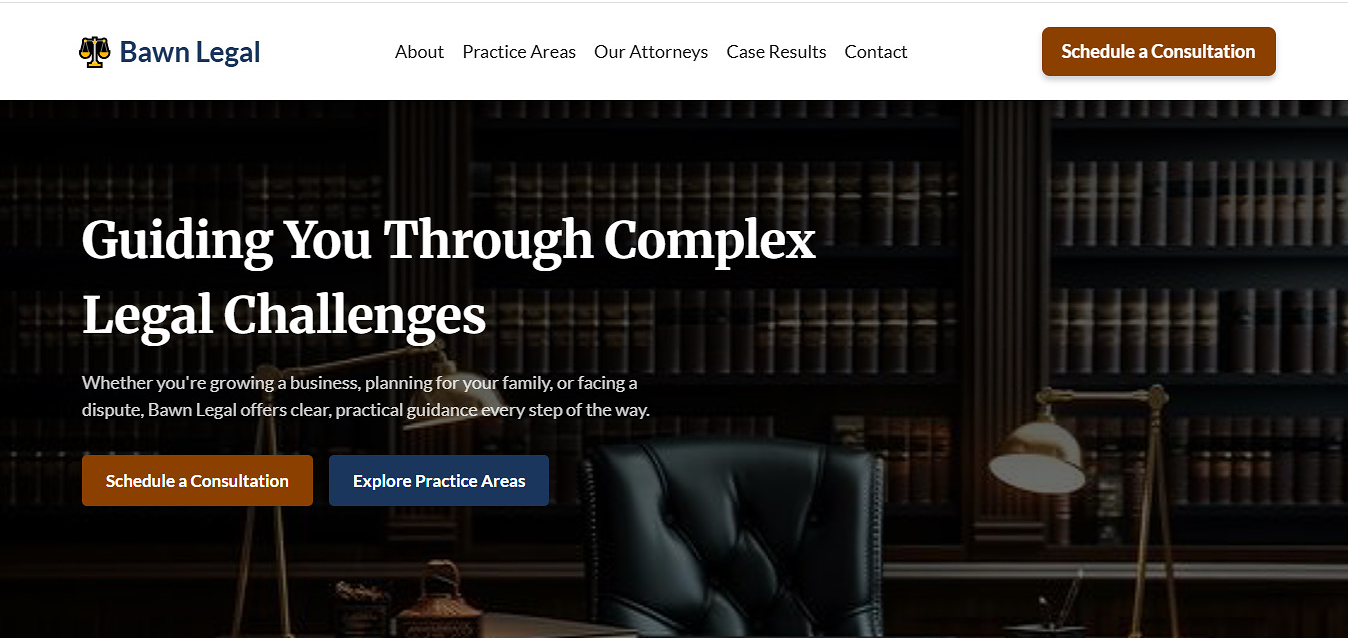 Bawn Legal
About
Practice Areas
Our Attorneys
Case Results
Contact
Schedule a Consultation
Guiding You Through Complex
Legal Challenges
Whether you're growing a business, planning for your family, or facing a
dispute, Bawn Legal offers clear, practical guidance every step of the way.
Schedule a Consultation
Explore Practice Areas